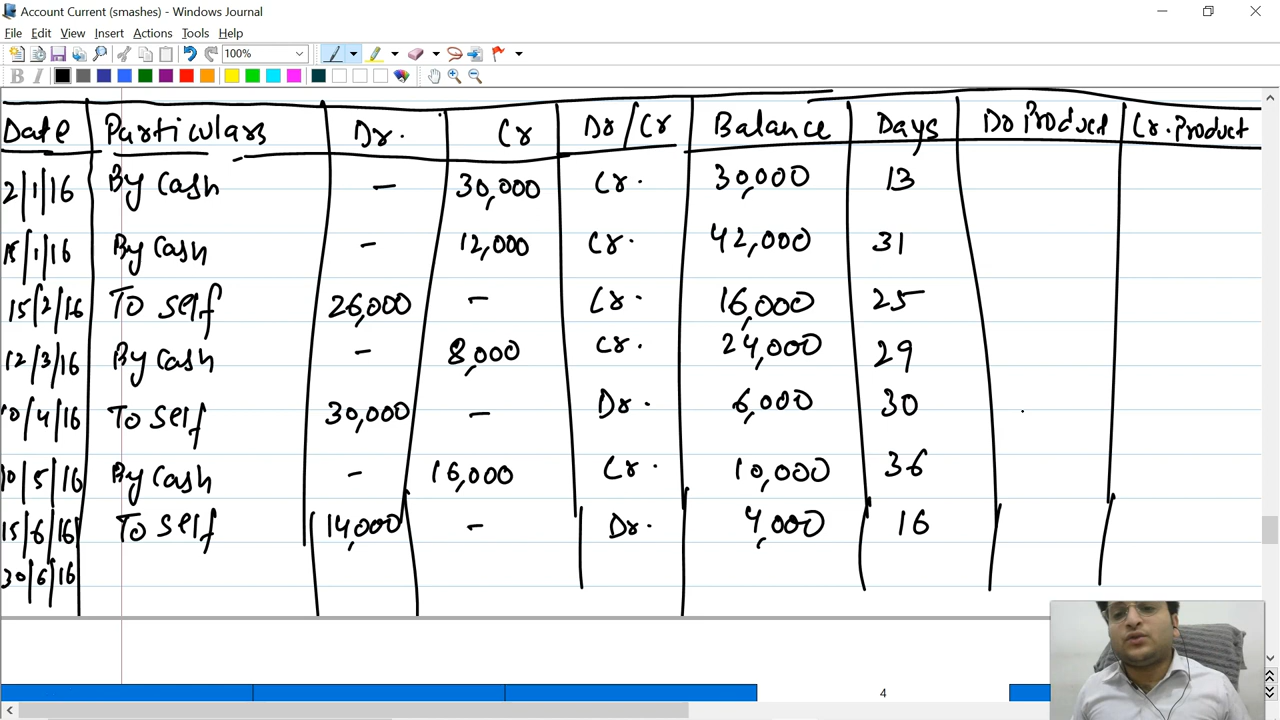 Account Current (smashes) - Windows Journal
File Edit View Insert Actions Tools Help
100%
B I
Date Particulars Dr. Cr Dr/Cr Balance Days Dr Product Cr. Product
2/1/16 By Cash - 30,000 Cr. 30,000 13
15/1/16 By Cash - 12,000 Cr. 42,000 31
15/2/16 To Self 26,000 - Cr. 16,000 25
12/3/16 By Cash - 8,000 Cr. 24,000 29
10/4/16 To Self 30,000 - Dr. 6,000 30
10/5/16 By Cash - 16,000 Cr. 10,000 36
15/6/16 To Self 14,000 - Dr. 4,000 16
30/6/16
4